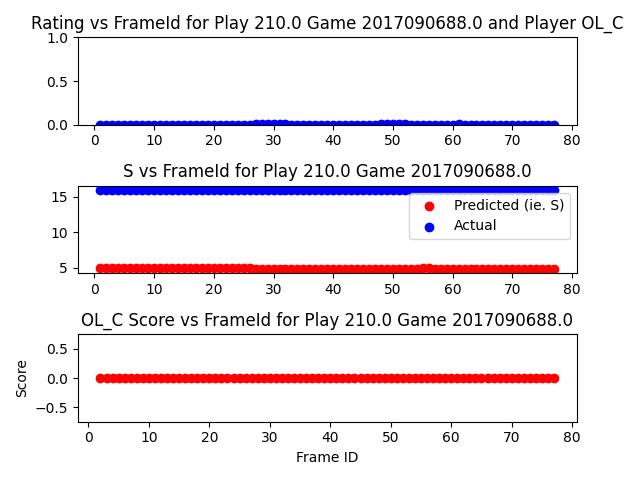 Rating vs FrameId for Play 210.0 Game 2017090688.0 and Player OL_C
1.0
0.5
0.0
0 10 20 30 40 50 60 70 80
S vs FrameId for Play 210.0 Game 2017090688.0
15
10
5
Predicted (ie. S)
Actual
0 10 20 30 40 50 60 70 80
OL_C Score vs FrameId for Play 210.0 Game 2017090688.0
Score
0.5
0.0
−0.5
0 10 20 30 40 50 60 70 80
Frame ID